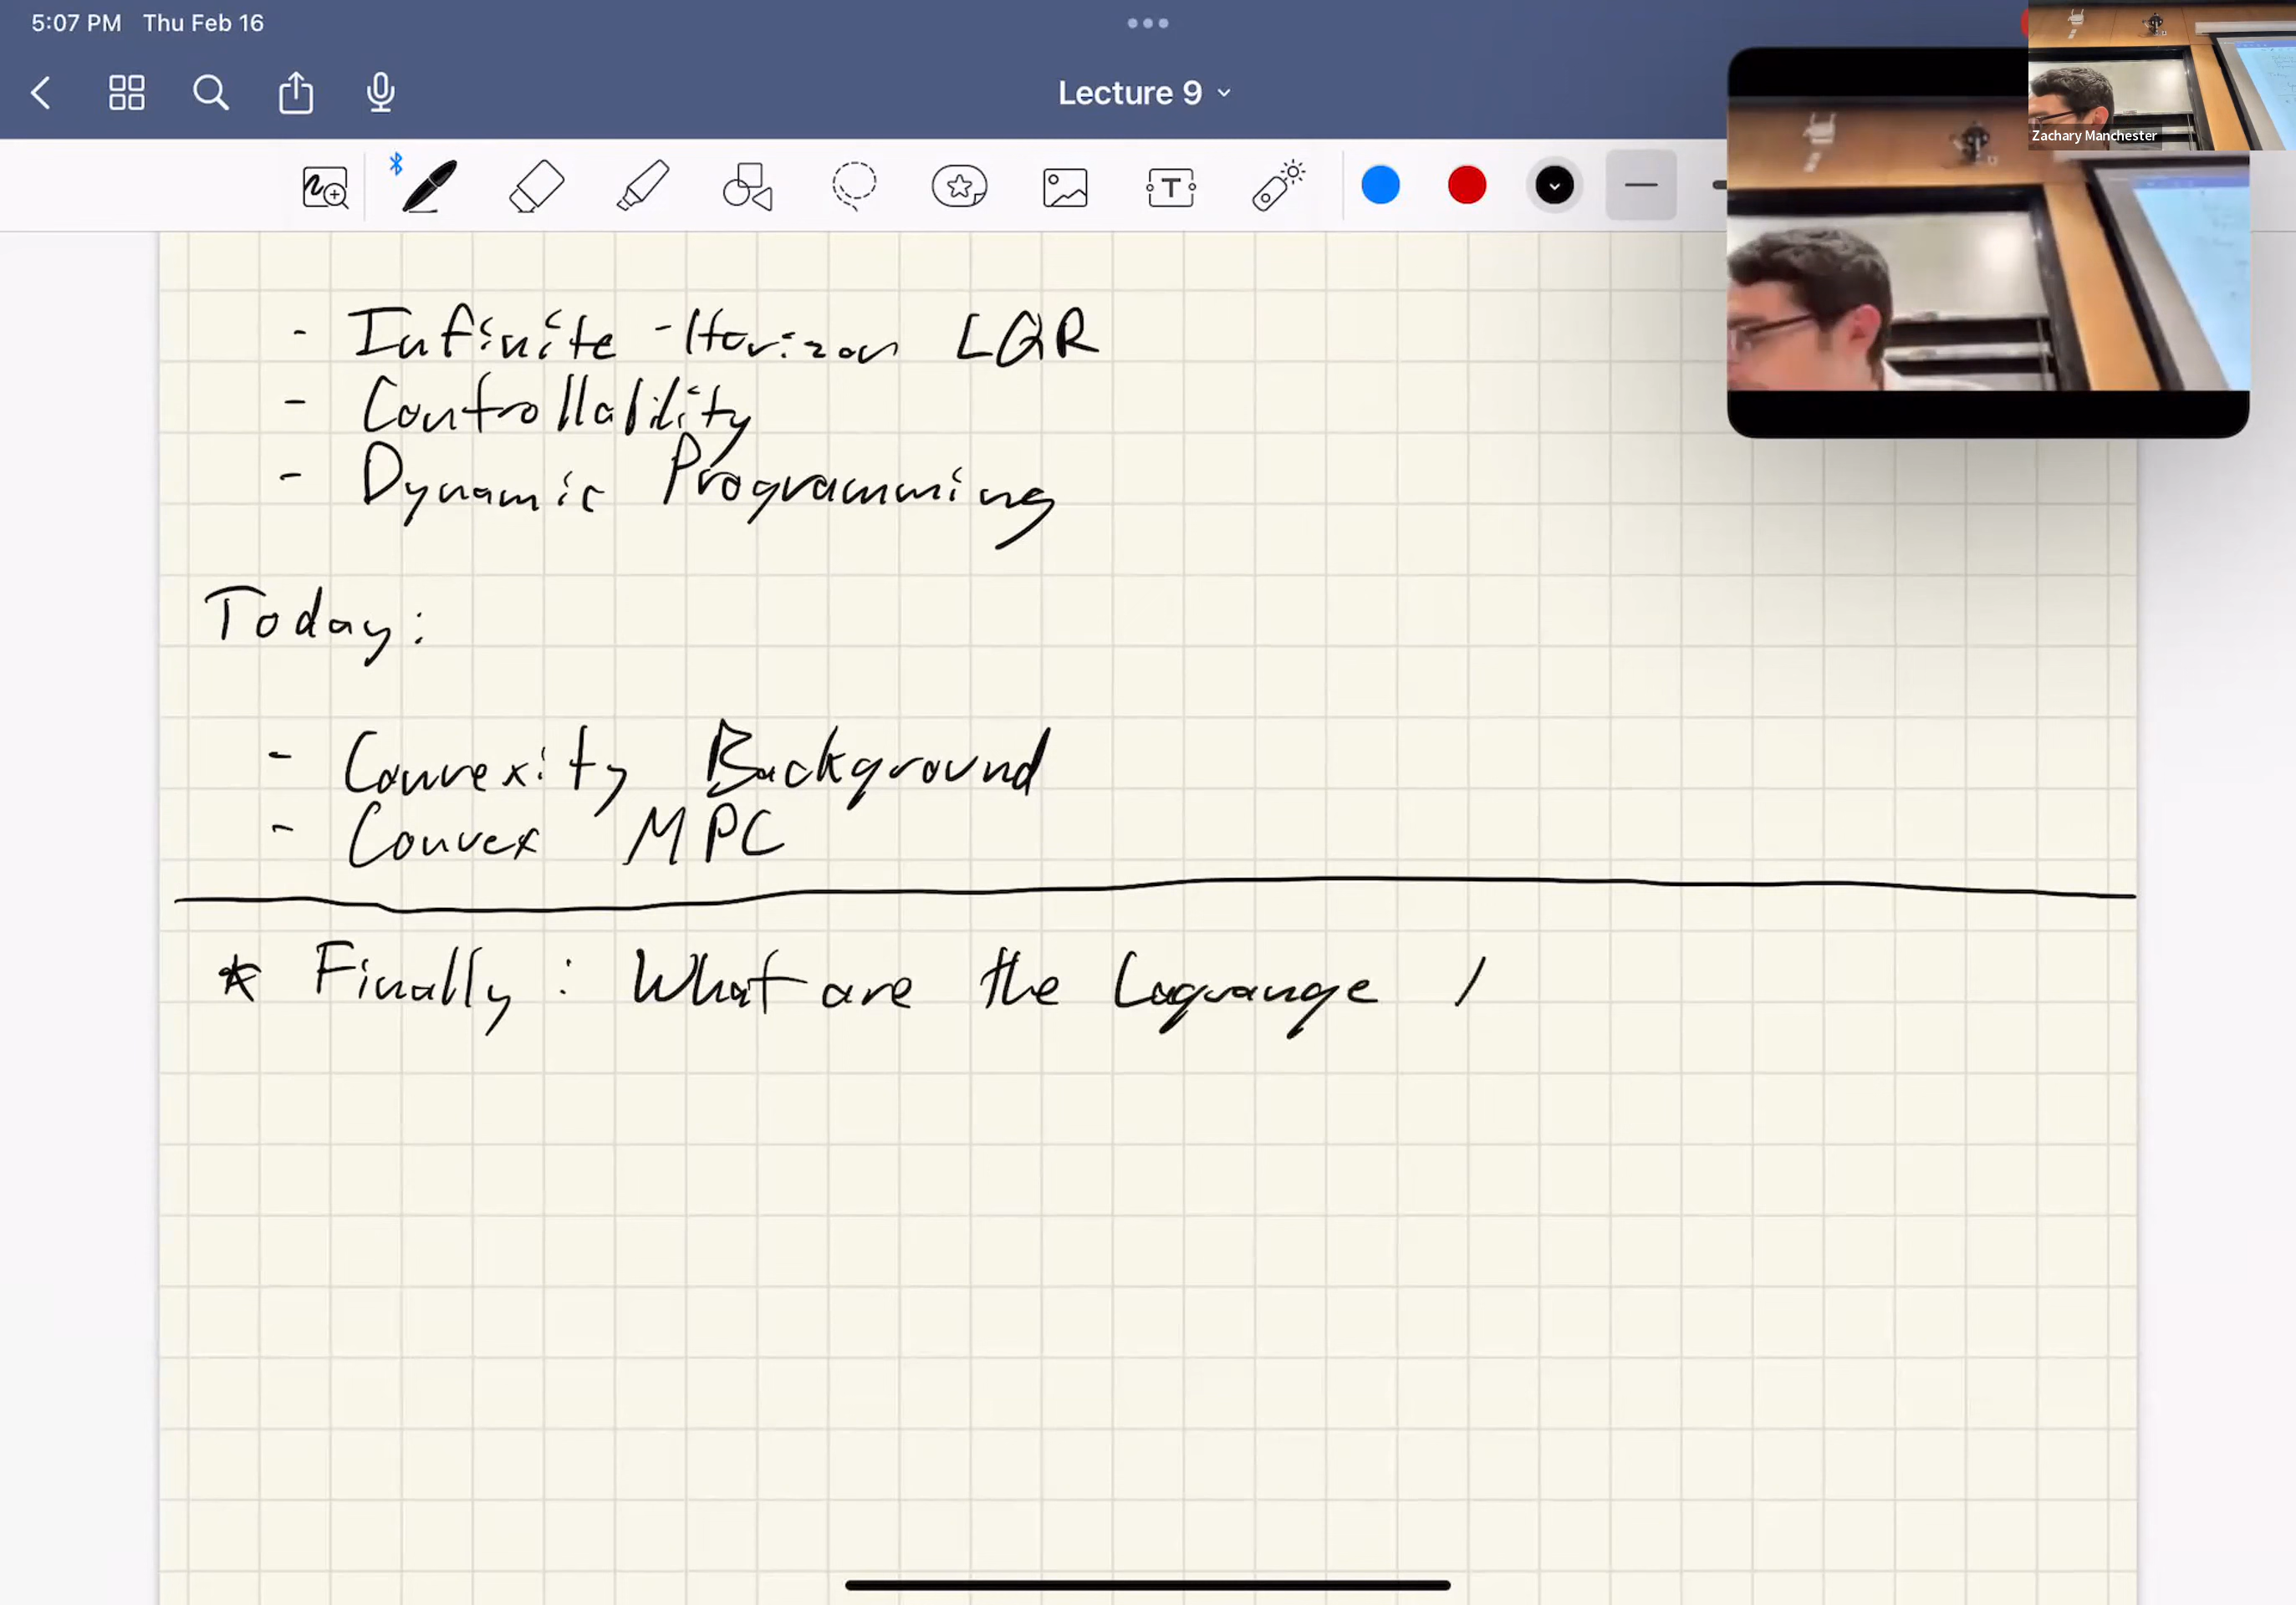 5:07 PM Thu Feb 16
Lecture 9
Zachary Manchester
T
- Infinite-Horizon LQR
- Controllability
- Dynamic Programming
Today:
- Convexity Background
- Convex MPC
* Finally: What are the Lagrange